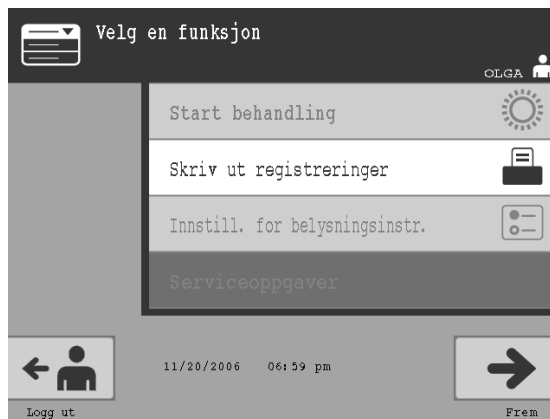 Velg en funksjon
OLGA
Start behandling
Skriv ut registreringer
Innstill. for belysningsinstr.
Serviceoppgaver
11/20/2006 06:59 pm
Logg ut
Frem